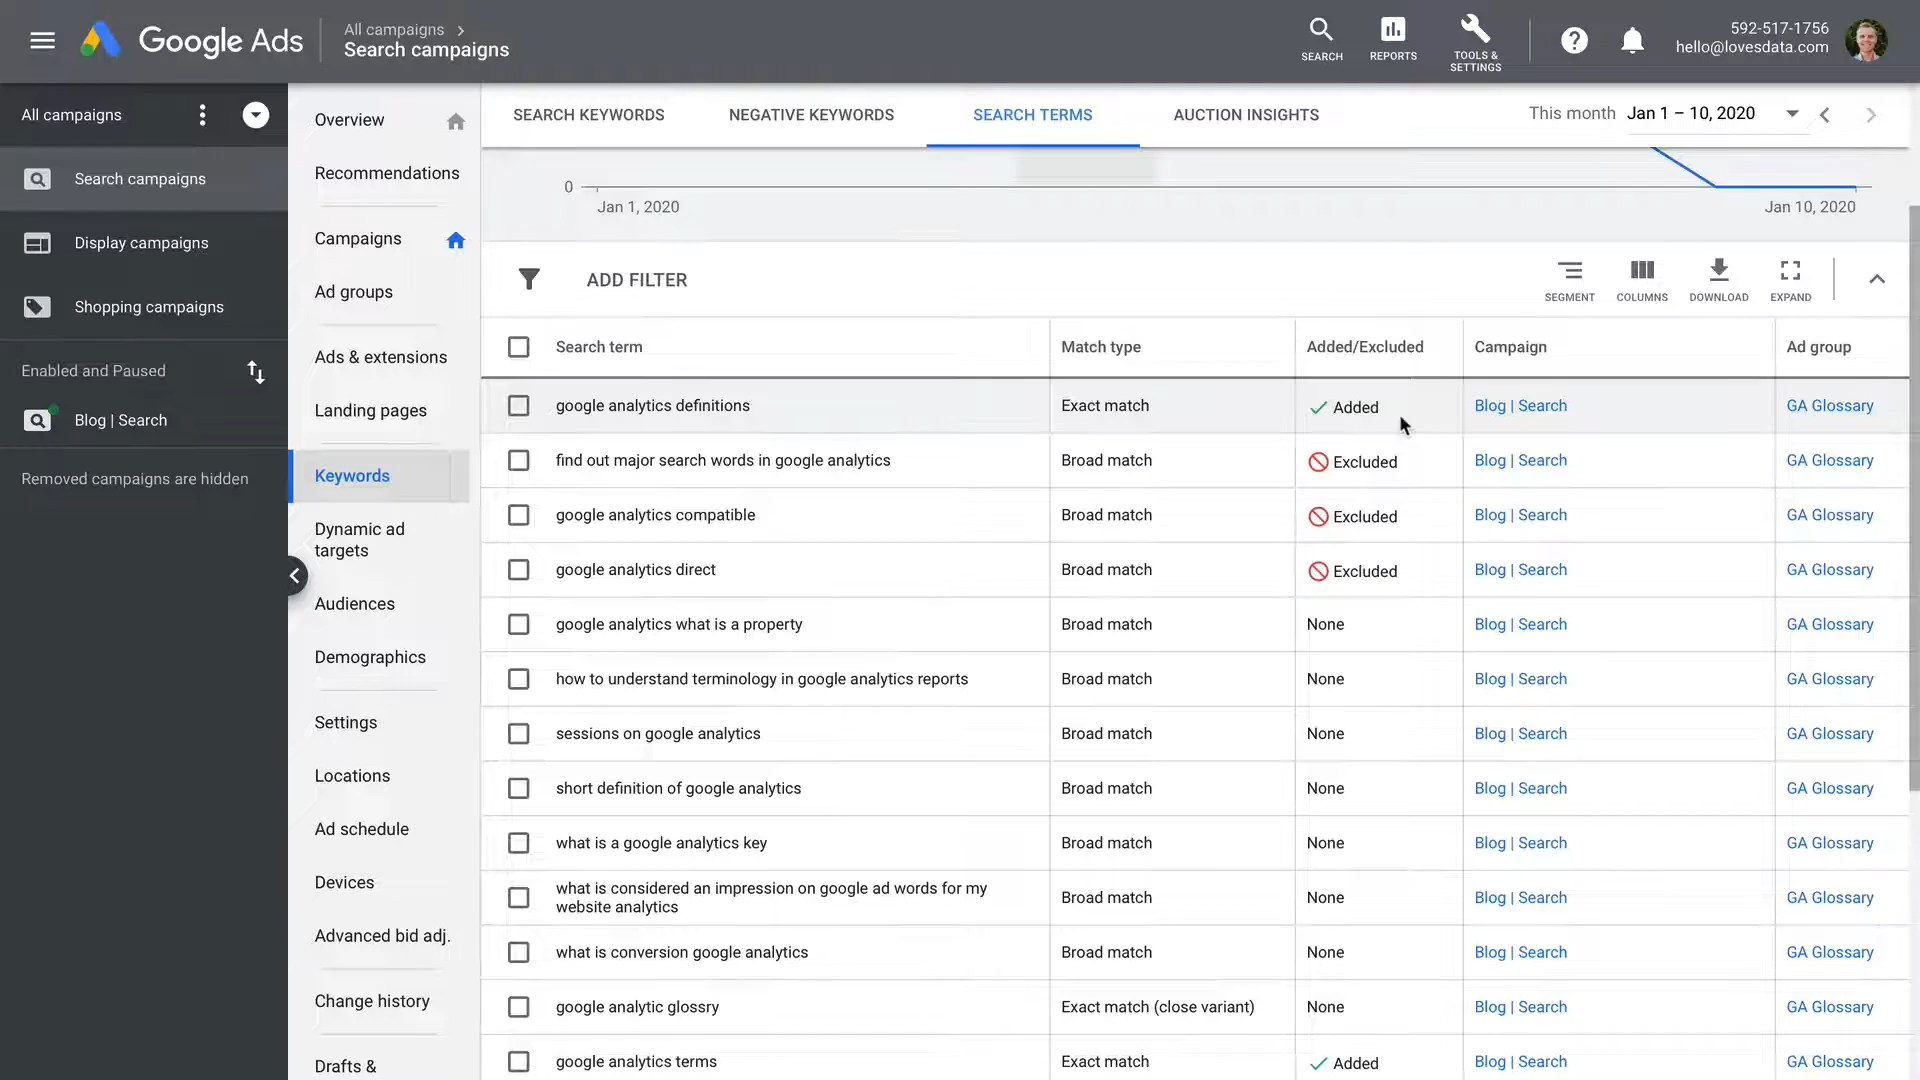 Google Ads
All campaigns
Search campaigns
SEARCH
REPORTS
TOOLS &
SETTINGS
592-517-1756
hello@lovesdata.com
All campaigns
Search campaigns
Display campaigns
Shopping campaigns
Enabled and Paused
Blog | Search
Removed campaigns are hidden
Overview
Recommendations
Campaigns
Ad groups
Ads & extensions
Landing pages
Keywords
Dynamic ad
targets
Audiences
Demographics
Settings
Locations
Ad schedule
Devices
Advanced bid adj.
Change history
Drafts &
SEARCH KEYWORDS
NEGATIVE KEYWORDS
SEARCH TERMS
AUCTION INSIGHTS
This month Jan 1 – 10, 2020
0
Jan 1, 2020
Jan 10, 2020
ADD FILTER
SEGMENT
COLUMNS
DOWNLOAD
EXPAND
Search term Match type Added/Excluded Campaign Ad group
google analytics definitions Exact match Added Blog | Search GA Glossary
find out major search words in google analytics Broad match Excluded Blog | Search GA Glossary
google analytics compatible Broad match Excluded Blog | Search GA Glossary
google analytics direct Broad match Excluded Blog | Search GA Glossary
google analytics what is a property Broad match None Blog | Search GA Glossary
how to understand terminology in google analytics reports Broad match None Blog | Search GA Glossary
sessions on google analytics Broad match None Blog | Search GA Glossary
short definition of google analytics Broad match None Blog | Search GA Glossary
what is a google analytics key Broad match None Blog | Search GA Glossary
what is considered an impression on google ad words for my
website analytics Broad match None Blog | Search GA Glossary
what is conversion google analytics Broad match None Blog | Search GA Glossary
google analytic glossry Exact match (close variant) None Blog | Search GA Glossary
google analytics terms Exact match Added Blog | Search GA Glossary